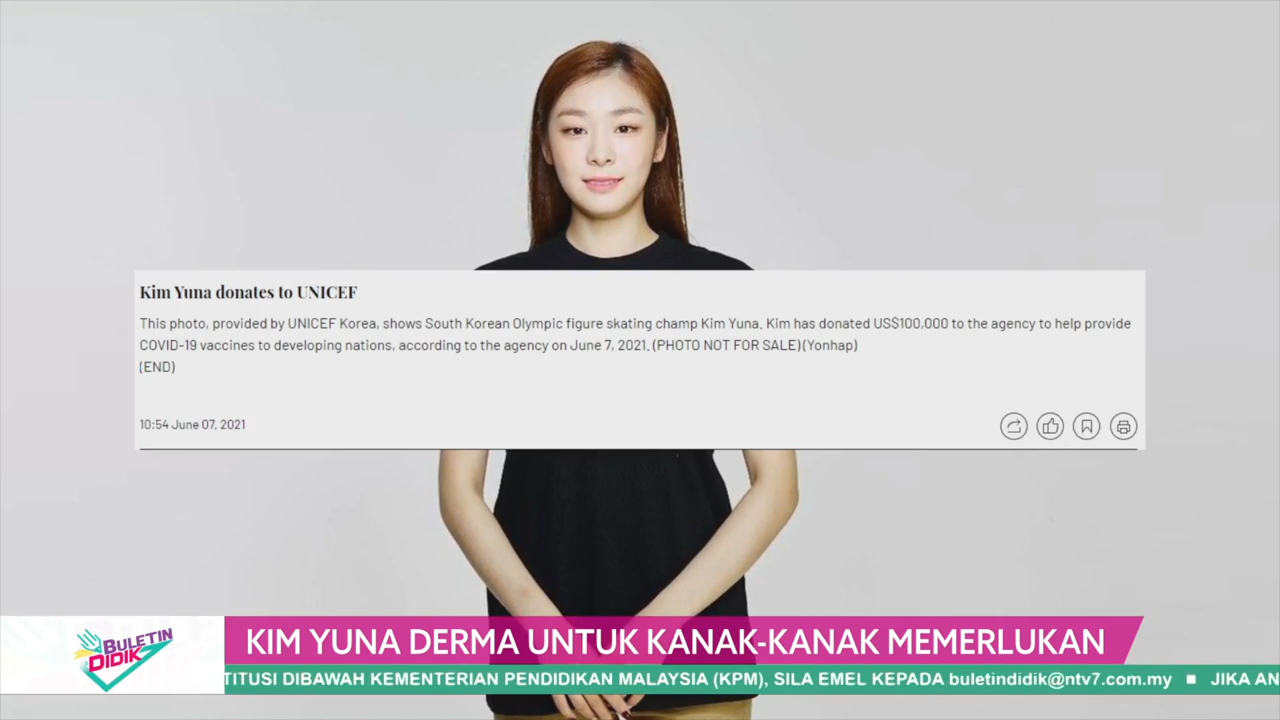 Kim Yuna donates to UNICEF
This photo, provided by UNICEF Korea, shows South Korean Olympic figure skating champ Kim Yuna. Kim has donated US$100,000 to the agency to help provide
COVID-19 vaccines to developing nations, according to the agency on June 7, 2021. (PHOTO NOT FOR SALE)(Yonhap)
(END)
10:54 June 07, 2021
BULETIN
DIDIK
KIM YUNA DERMA UNTUK KANAK-KANAK MEMERLUKAN
TITUSI DIBAWAH KEMENTERIAN PENDIDIKAN MALAYSIA (KPM), SILA EMEL KEPADA buletindidik@ntv7.com.my ■ JIKA AN